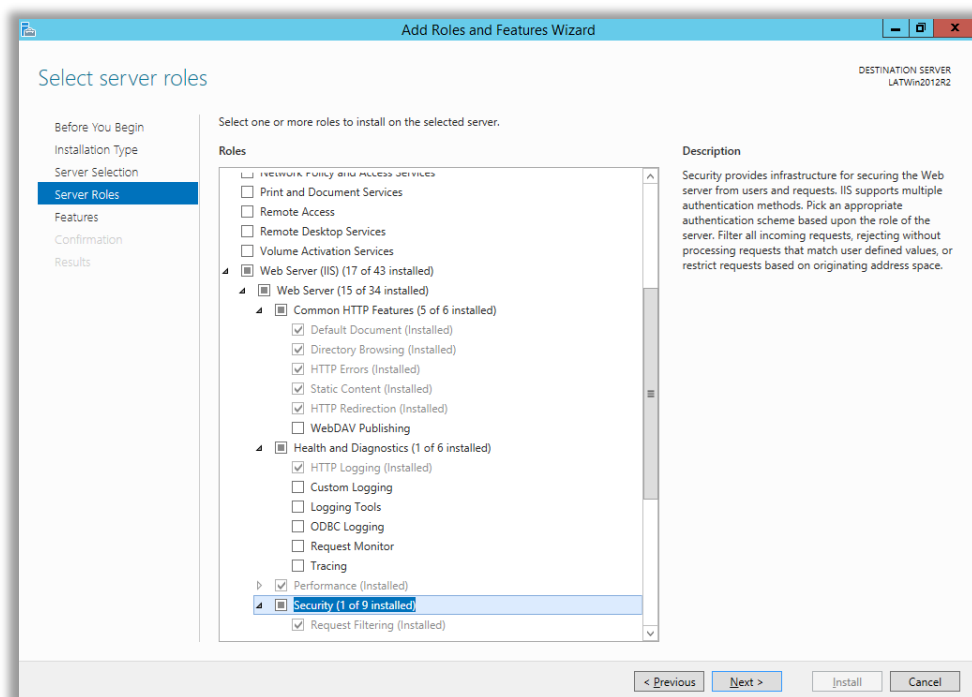 Add Roles and Features Wizard
Select server roles
DESTINATION SERVER
LATWin2012R2
Before You Begin
Installation Type
Server Selection
Server Roles
Features
Confirmation
Results
Select one or more roles to install on the selected server.
Roles
Network Policy and Access Services
Print and Document Services
Remote Access
Remote Desktop Services
Volume Activation Services
Web Server (IIS) (17 of 43 installed)
Web Server (15 of 34 installed)
Common HTTP Features (5 of 6 installed)
Default Document (Installed)
Directory Browsing (Installed)
HTTP Errors (Installed)
Static Content (Installed)
HTTP Redirection (Installed)
WebDAV Publishing
Health and Diagnostics (1 of 6 installed)
HTTP Logging (Installed)
Custom Logging
Logging Tools
ODBC Logging
Request Monitor
Tracing
Performance (Installed)
Security (1 of 9 installed)
Request Filtering (Installed)
Description
Security provides infrastructure for securing the Web
server from users and requests. IIS supports multiple
authentication methods. Pick an appropriate
authentication scheme based upon the role of the
server. Filter all incoming requests, rejecting without
processing requests that match user defined values, or
restrict requests based on originating address space.
< Previous
Next >
Install
Cancel